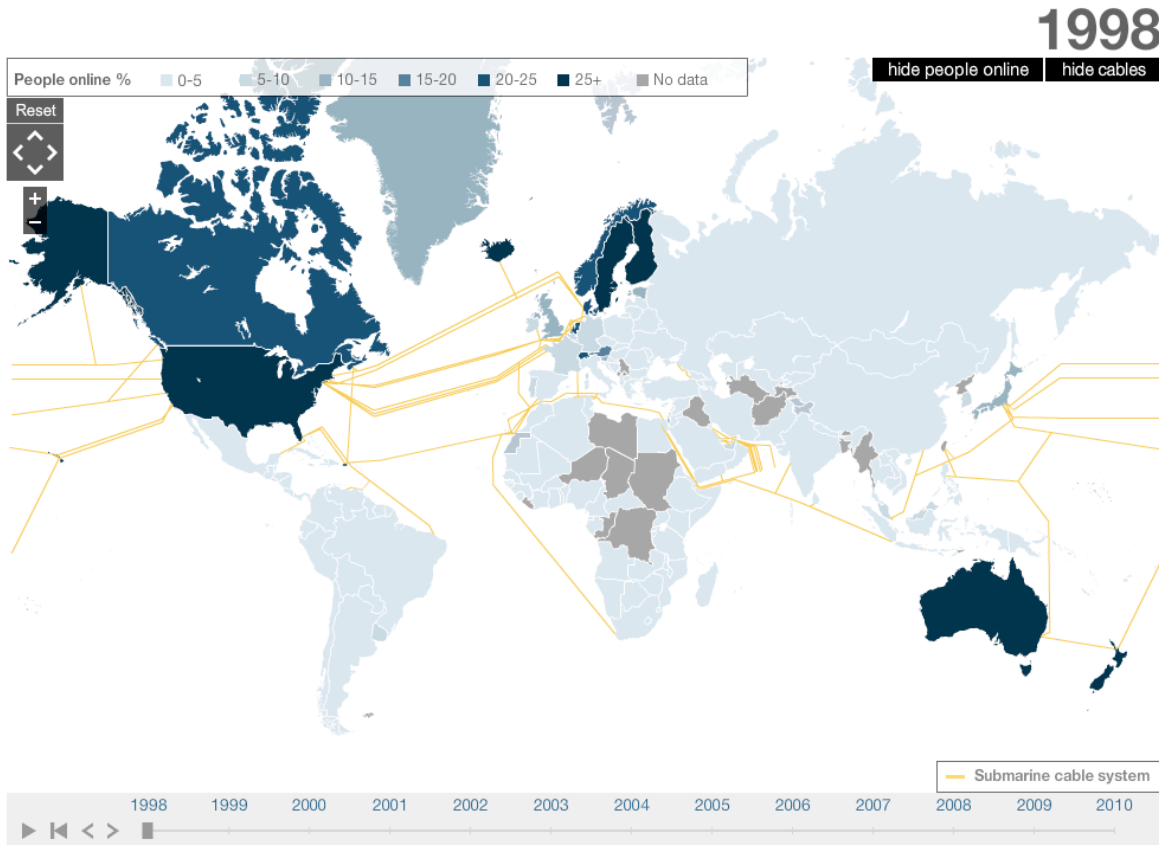 1998
People online % 0-5 5-10 10-15 15-20 20-25 25+ No data
hide people online hide cables
Reset
+
−
Submarine cable system
1998 1999 2000 2001 2002 2003 2004 2005 2006 2007 2008 2009 2010